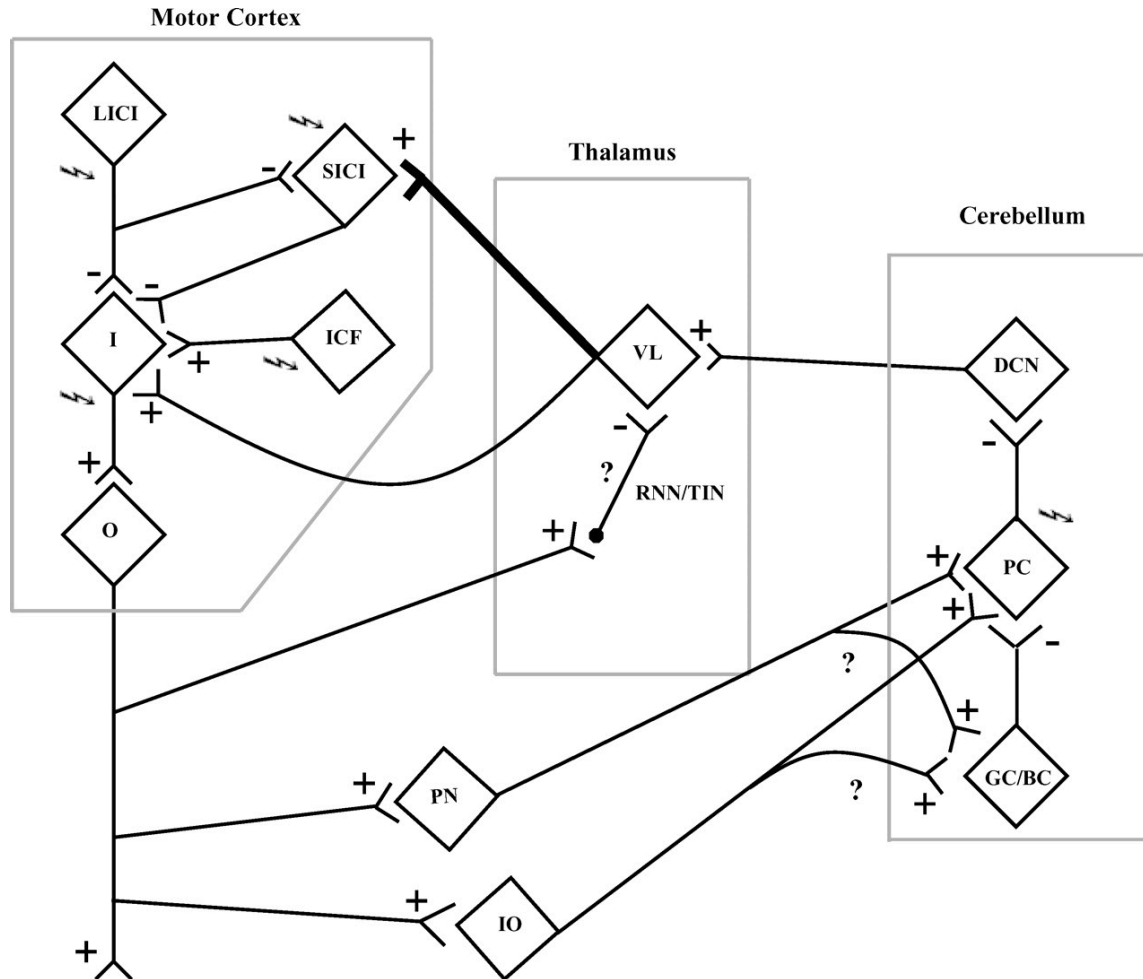 Motor Cortex
LICI
SICI
+
-
Thalamus
Cerebellum
-
-
I
ICF
+
+
VL
+
DCN
+
-
-
?
RNN/TIN
+
O
+
+
PC
+
?
-
+
PN
+
GC/BC
?
+
+
IO
+